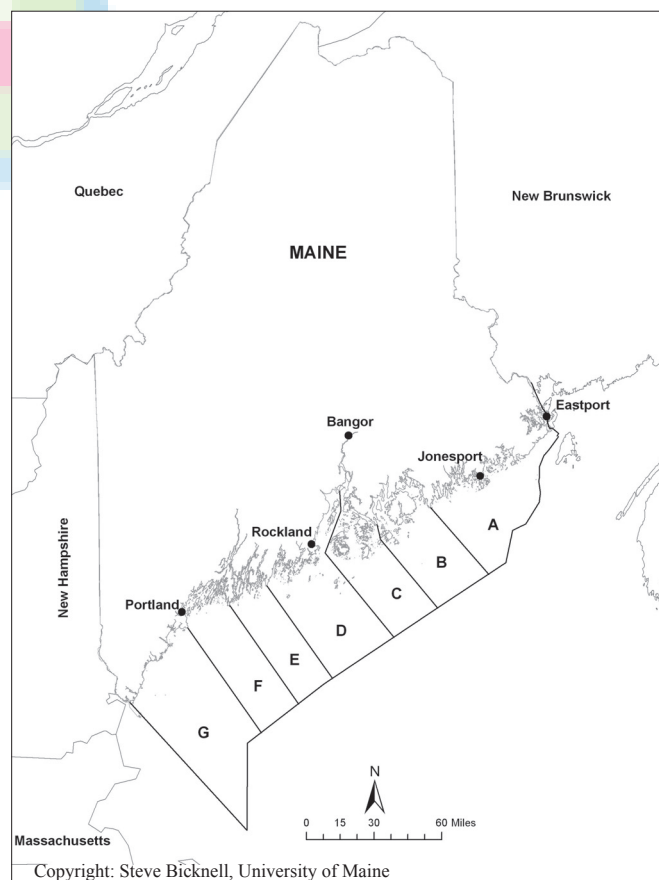 Quebec
New Brunswick
MAINE
Eastport
Bangor
Jonesport
A
Rockland
B
New Hampshire
C
Portland
D
E
F
G
N
0 15 30 60 Miles
Massachusetts
Copyright: Steve Bicknell, University of Maine